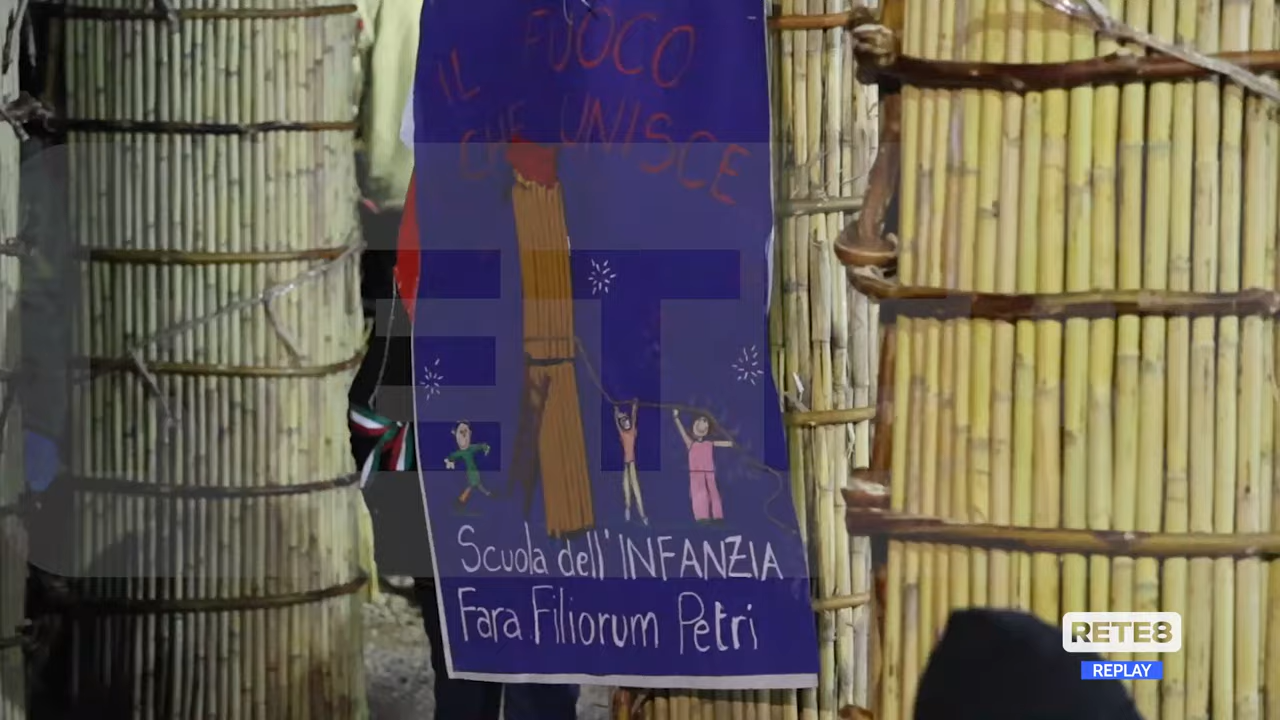 IL FUOCO
CHE UNISCE
Scuola dell'INFANZIA
Fara Filiorum Petri
RETE8
REPLAY